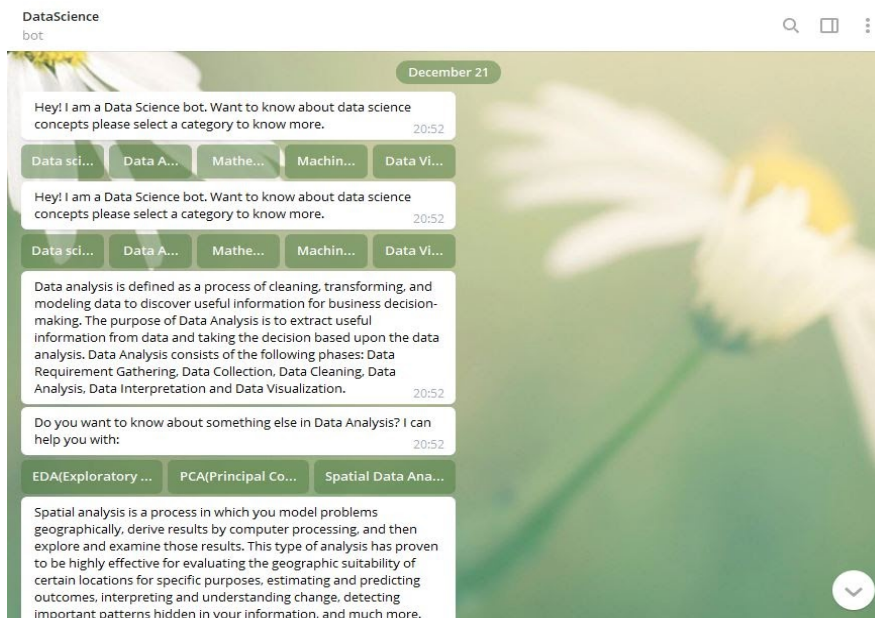 DataScience
bot
December 21
Hey! I am a Data Science bot. Want to know about data science
concepts please select a category to know more.
20:52
Data sci... Data A... Mathe... Machin... Data Vi...
Hey! I am a Data Science bot. Want to know about data science
concepts please select a category to know more.
20:52
Data sci... Data A... Mathe... Machin... Data Vi...
Data analysis is defined as a process of cleaning, transforming, and
modeling data to discover useful information for business decision-
making. The purpose of Data Analysis is to extract useful
information from data and taking the decision based upon the data
analysis. Data Analysis consists of the following phases: Data
Requirement Gathering, Data Collection, Data Cleaning, Data
Analysis, Data Interpretation and Data Visualization.
20:52
Do you want to know about something else in Data Analysis? I can
help you with:
20:52
EDA(Exploratory ... PCA(Principal Co... Spatial Data Ana...
Spatial analysis is a process in which you model problems
geographically, derive results by computer processing, and then
explore and examine those results. This type of analysis has proven
to be highly effective for evaluating the geographic suitability of
certain locations for specific purposes, estimating and predicting
outcomes, interpreting and understanding change, detecting
important patterns hidden in your information, and much more.